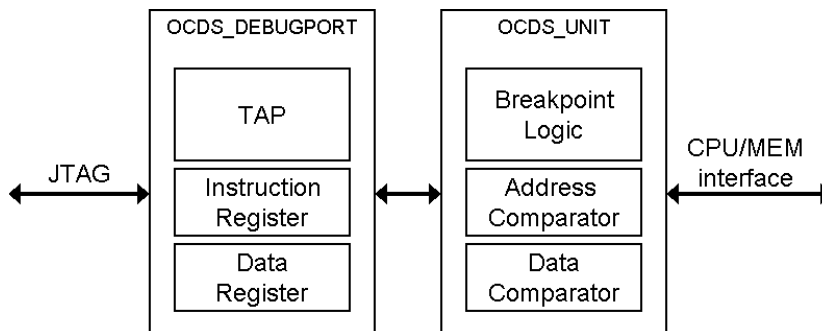 OCDS_DEBUGPORT
TAP
Instruction
Register
Data
Register
JTAG
OCDS_UNIT
Breakpoint
Logic
Address
Comparator
Data
Comparator
CPU/MEM
interface